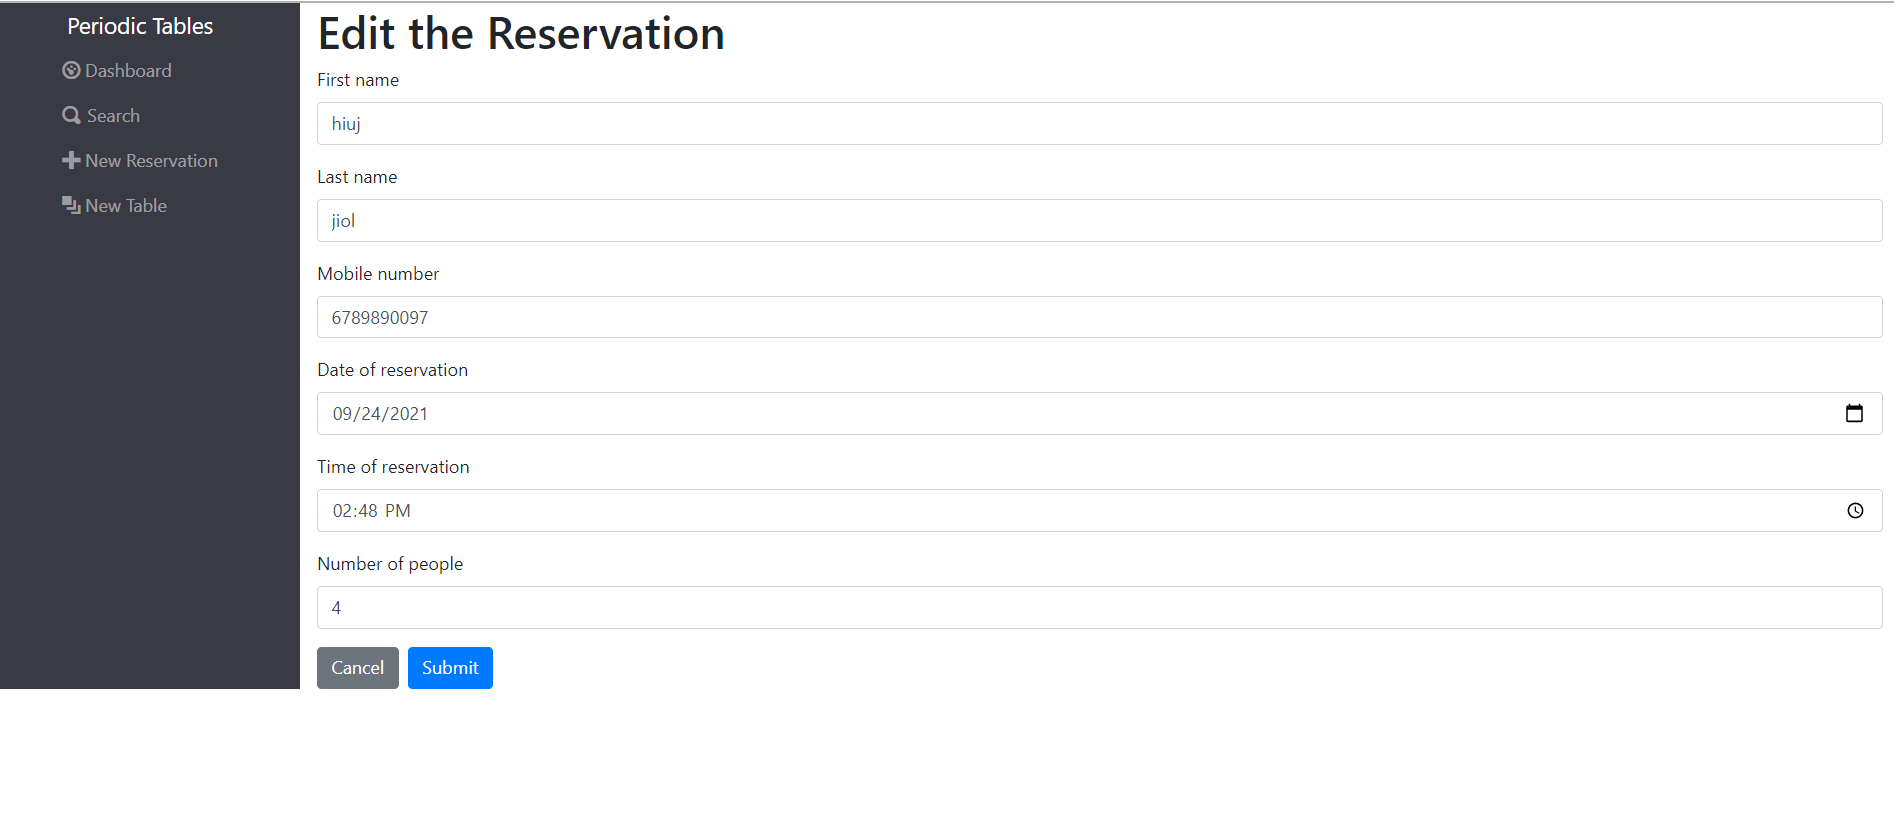 Periodic Tables
Dashboard
Search
New Reservation
New Table
Edit the Reservation
First name
hiuj
Last name
jiol
Mobile number
6789890097
Date of reservation
09/24/2021
Time of reservation
02:48 PM
Number of people
4
Cancel
Submit